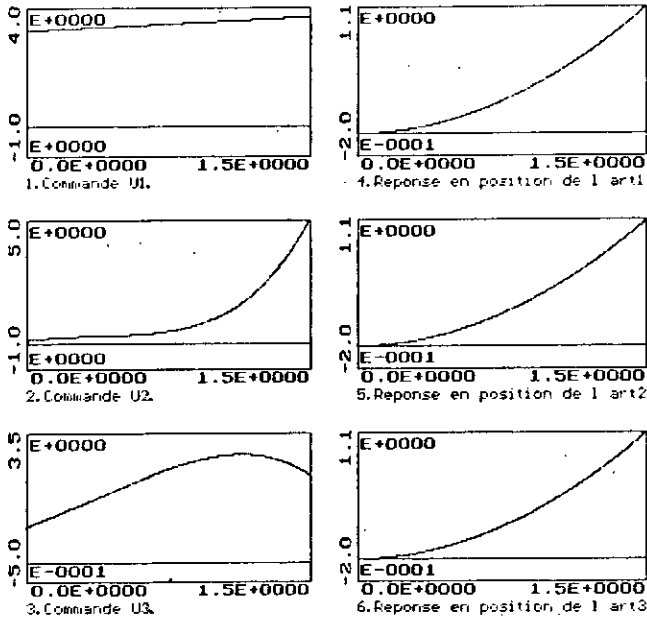 4.0
E+0000
-1.0
E+0000
0.0E+0000 1.5E+0000
1.Commande U1.
1.1
E+0000
-2.0
E-0001
0.0E+0000 1.5E+0000
4.Reponse en position de l art1
5.0
E+0000
-1.0
E+0000
0.0E+0000 1.5E+0000
2.Commande U2.
1.1
E+0000
-2.0
E-0001
0.0E+0000 1.5E+0000
5.Reponse en position de l art2
3.5
E+0000
-5.0
E-0001
0.0E+0000 1.5E+0000
3.Commande U3.
1.1
E+0000
-2.0
E-0001
0.0E+0000 1.5E+0000
6.Reponse en position de l art3